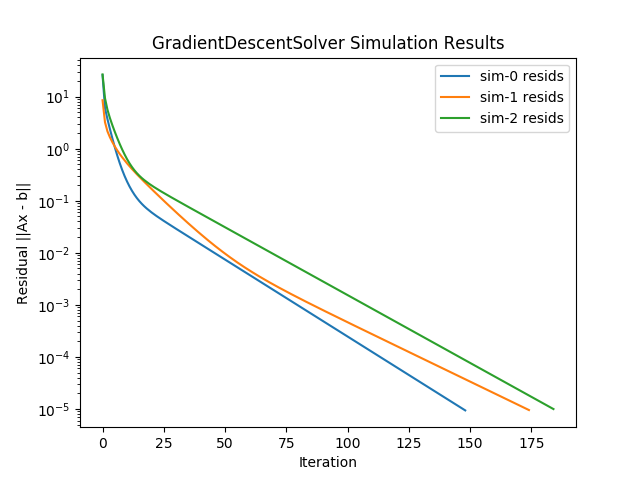 GradientDescentSolver Simulation Results
sim-0 resids
sim-1 resids
sim-2 resids
Residual ||Ax - b||
10¹
10⁰
10⁻¹
10⁻²
10⁻³
10⁻⁴
10⁻⁵
0 25 50 75 100 125 150 175
Iteration